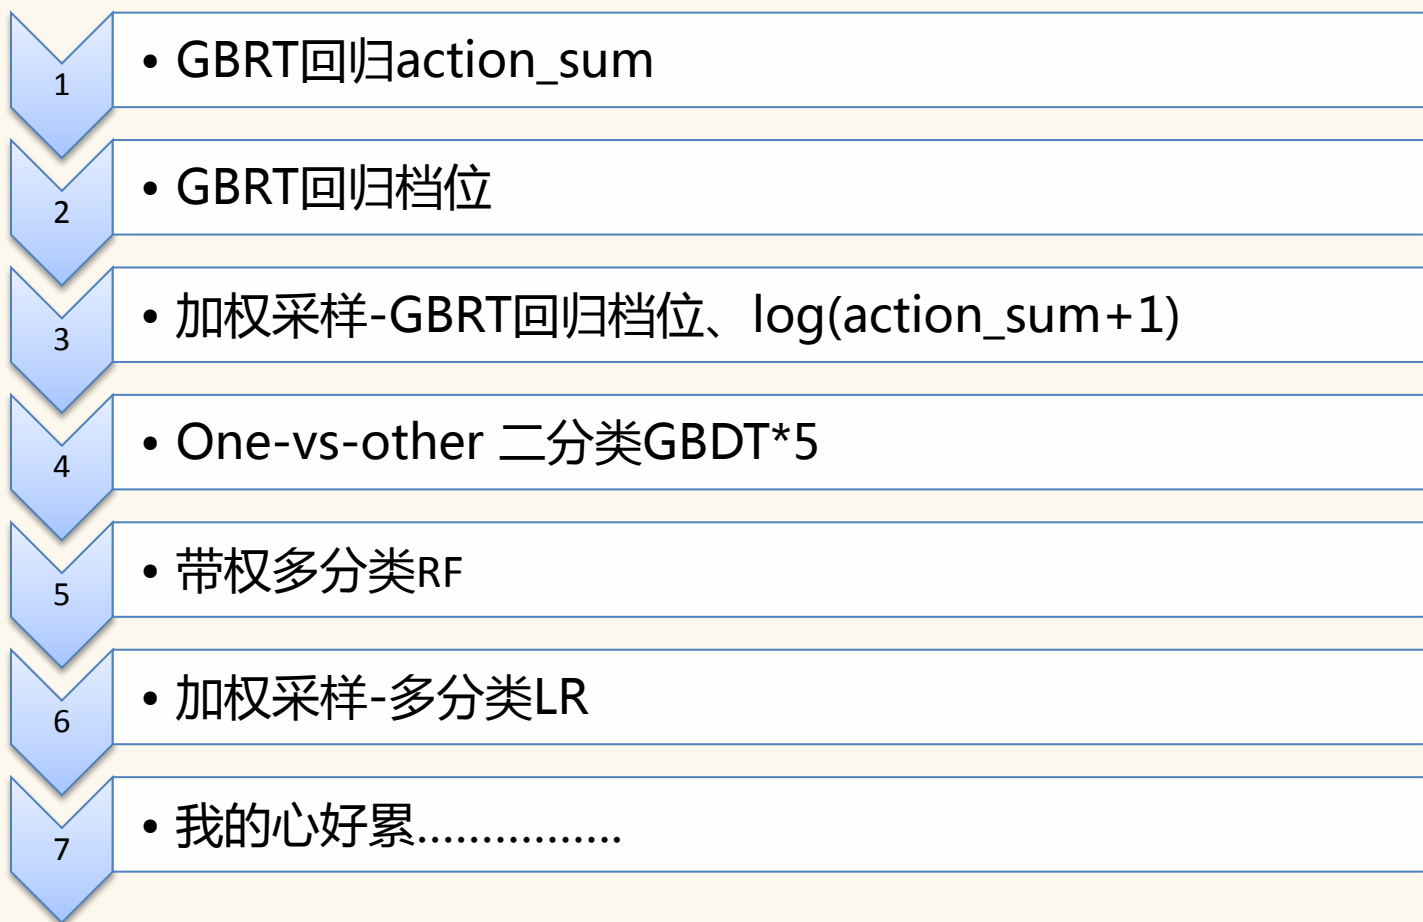 1
• GBRT回归action_sum
2
• GBRT回归档位
3
• 加权采样-GBRT回归档位、log(action_sum+1)
4
• One-vs-other 二分类GBDT*5
5
• 带权多分类RF
6
• 加权采样-多分类LR
7
• 我的心好累................